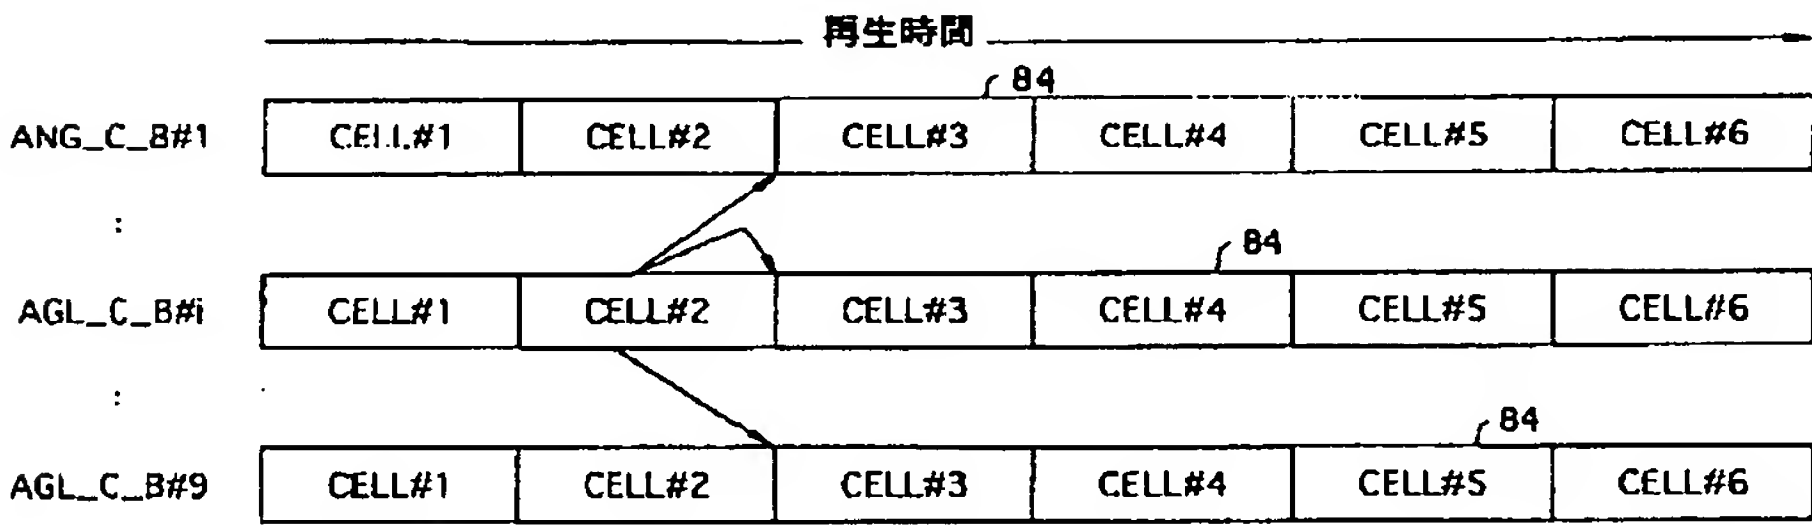 再生時間
84
ANG_C_B#1 CELL#1 CELL#2 CELL#3 CELL#4 CELL#5 CELL#6
:
84
AGL_C_B#i CELL#1 CELL#2 CELL#3 CELL#4 CELL#5 CELL#6
:
84
AGL_C_B#9 CELL#1 CELL#2 CELL#3 CELL#4 CELL#5 CELL#6